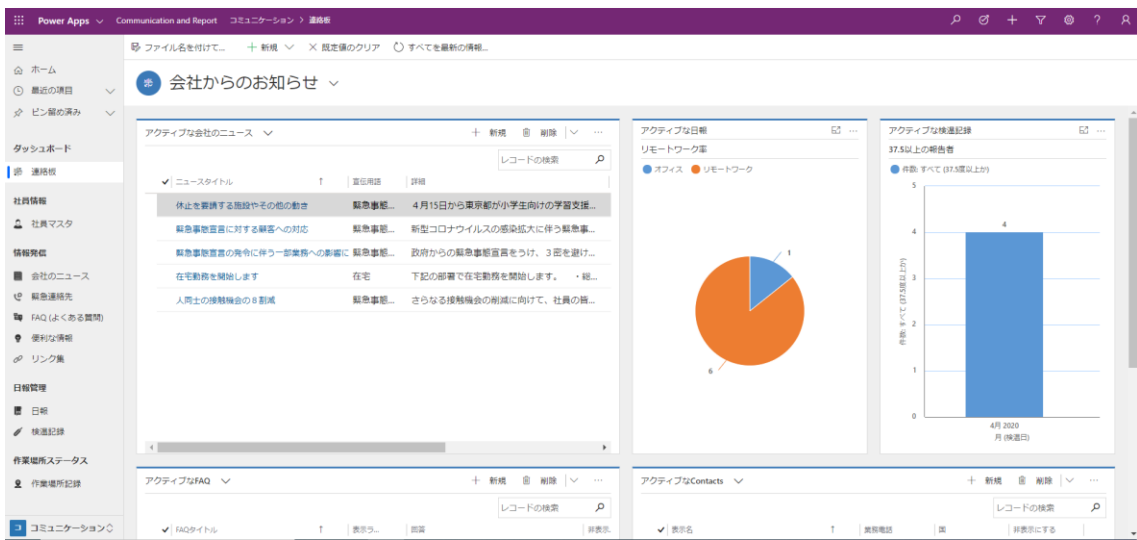 Power Apps Communication and Report コミュニケーション > 連絡板
ファイル名を付けて... 新規 既定値のクリア すべてを最新の情報...
ホーム
最近の項目
ピン留め済み
ダッシュボード
連絡板
社員情報
社員マスタ
情報発信
会社のニュース
緊急連絡先
FAQ (よくある質問)
便利な情報
リンク集
日報管理
日報
検温記録
作業場所ステータス
作業場所記録
コ コミュニケーション
会社からのお知らせ
アクティブな会社のニュース 新規 削除 ...
レコードの検索
ニュースタイトル ↑ 宣伝用語 詳細
休止を要請する施設やその他の動き 緊急事態... 4月15日から東京都が小学生向けの学習支援...
緊急事態宣言に対する顧客への対応 緊急事態... 新型コロナウイルスの感染拡大に伴う緊急事...
緊急事態宣言の発令に伴う一部業務への影響に 緊急事態... 政府からの緊急事態宣言をうけ、3密を避け...
在宅勤務を開始します 在宅 下記の部署で在宅勤務を開始します。 ・総...
人同士の接触機会の8割減 緊急事態... さらなる接触機会の削減に向けて、社員の皆...
アクティブな日報 ...
リモートワーク率
オフィス リモートワーク
1
6
アクティブな検温記録 ...
37.5以上の報告者
件数: すべて (37.5度以上か)
件数: すべて (37.5度以上か)
5
4
3
2
1
0
4
4月 2020
月 (検温日)
アクティブなFAQ 新規 削除 ...
レコードの検索
FAQタイトル ↑ 表示ラ... 回答 非表示.
アクティブなContacts 新規 削除 ...
レコードの検索
表示名 ↑ 業務電話 国 非表示にする